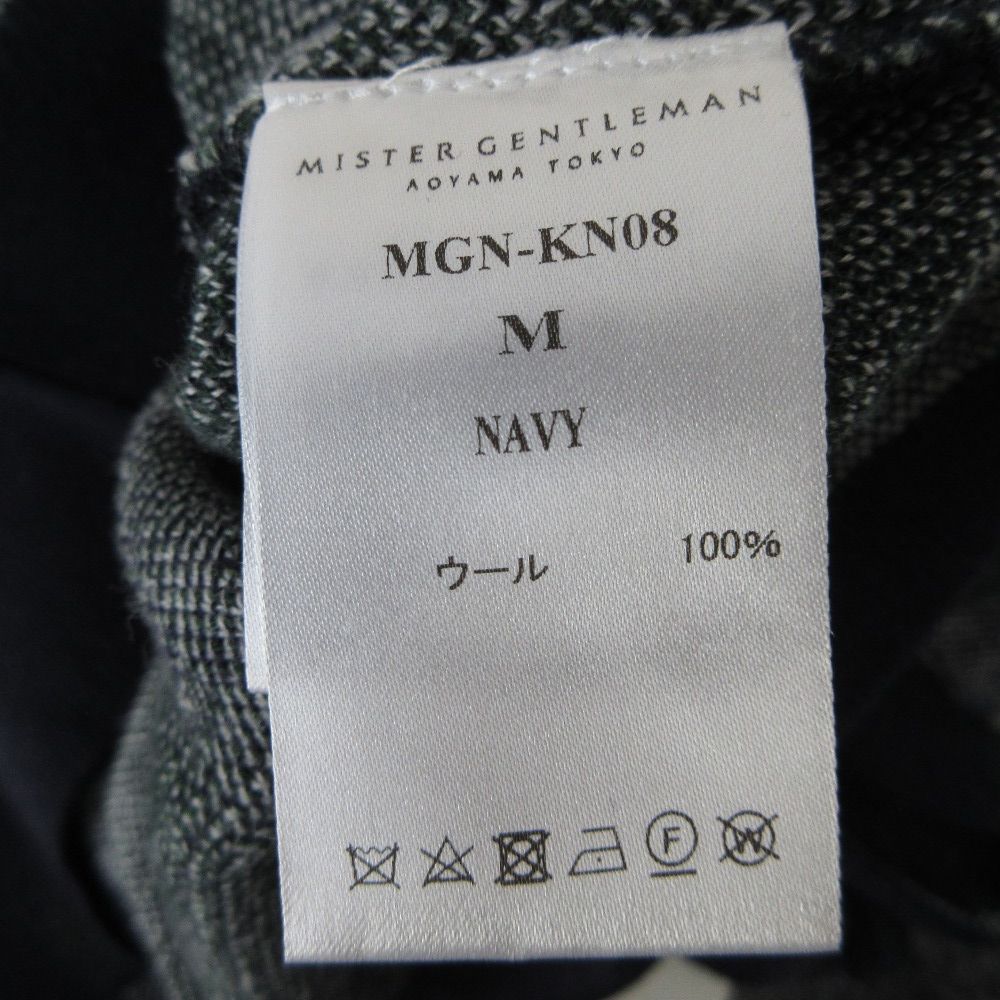 MISTER GENTLEMAN
AOYAMA TOKYO
MGN-KN08
M
NAVY
ウール 100%
F W